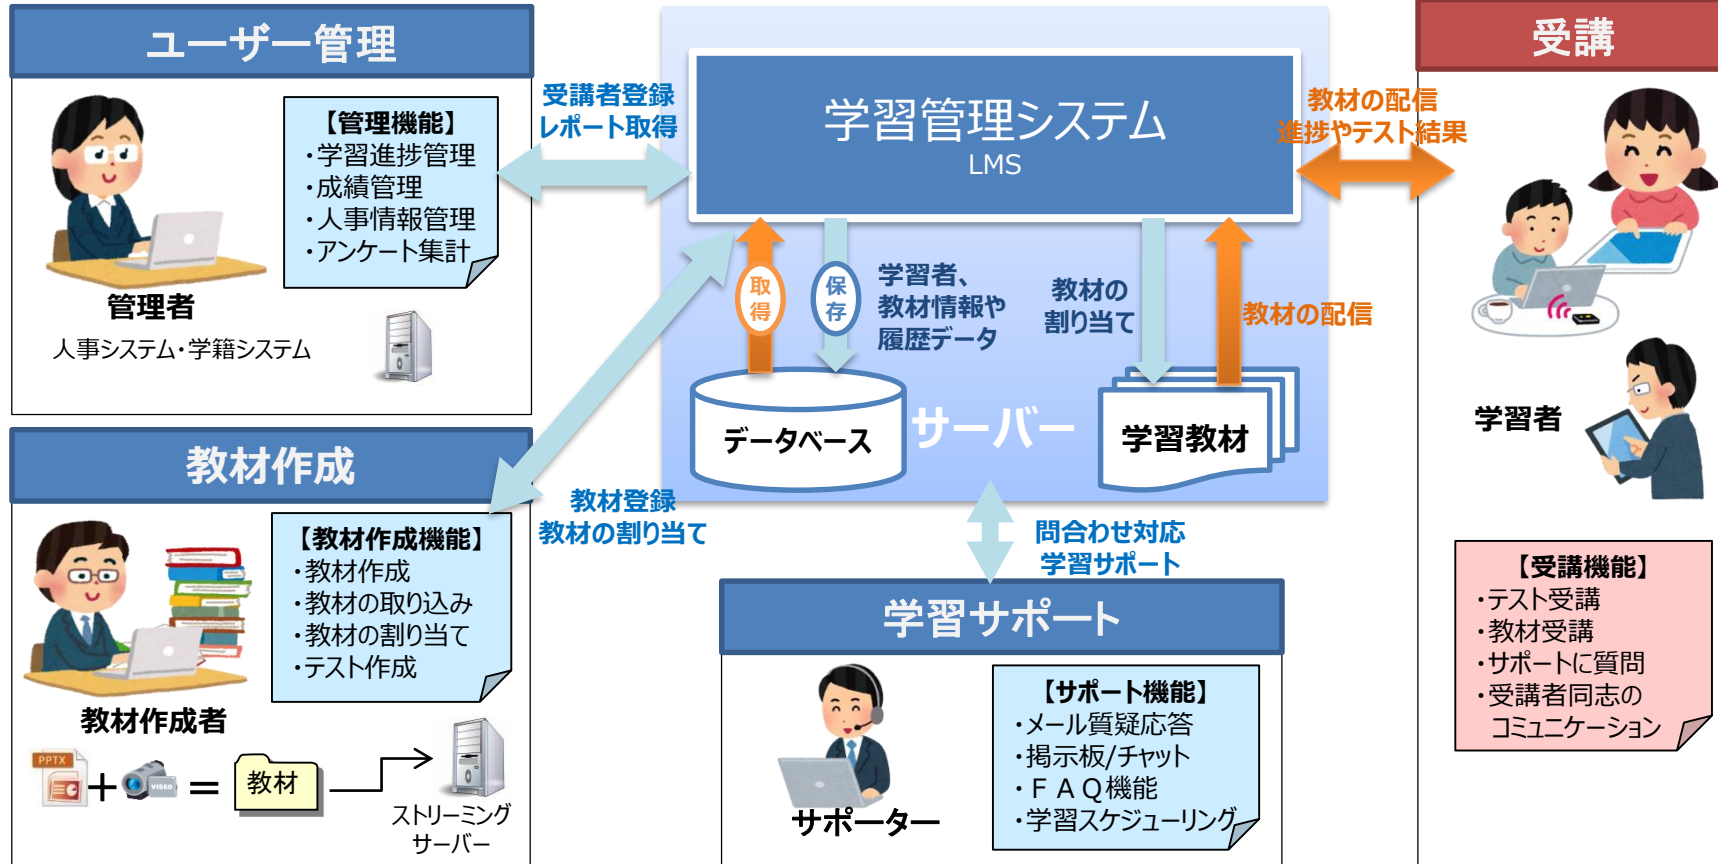 ユーザー管理
【管理機能】
・学習進捗管理
・成績管理
・人事情報管理
・アンケート集計
管理者
人事システム・学籍システム
受講者登録
レポート取得
学習管理システム
LMS
取得
保存
学習者、
教材情報や
履歴データ
教材の
割り当て
教材の配信
データベース
サーバー
学習教材
教材の配信
進捗やテスト結果
受講
学習者
【受講機能】
・テスト受講
・教材受講
・サポートに質問
・受講者同志の
コミュニケーション
教材作成
【教材作成機能】
・教材作成
・教材の取り込み
・教材の割り当て
・テスト作成
教材作成者
PPTX
+
VIDEO
=
教材
ストリーミング
サーバー
教材登録
教材の割り当て
問合わせ対応
学習サポート
学習サポート
【サポート機能】
・メール質疑応答
・掲示板/チャット
・ＦＡＱ機能
・学習スケジューリング
サポーター